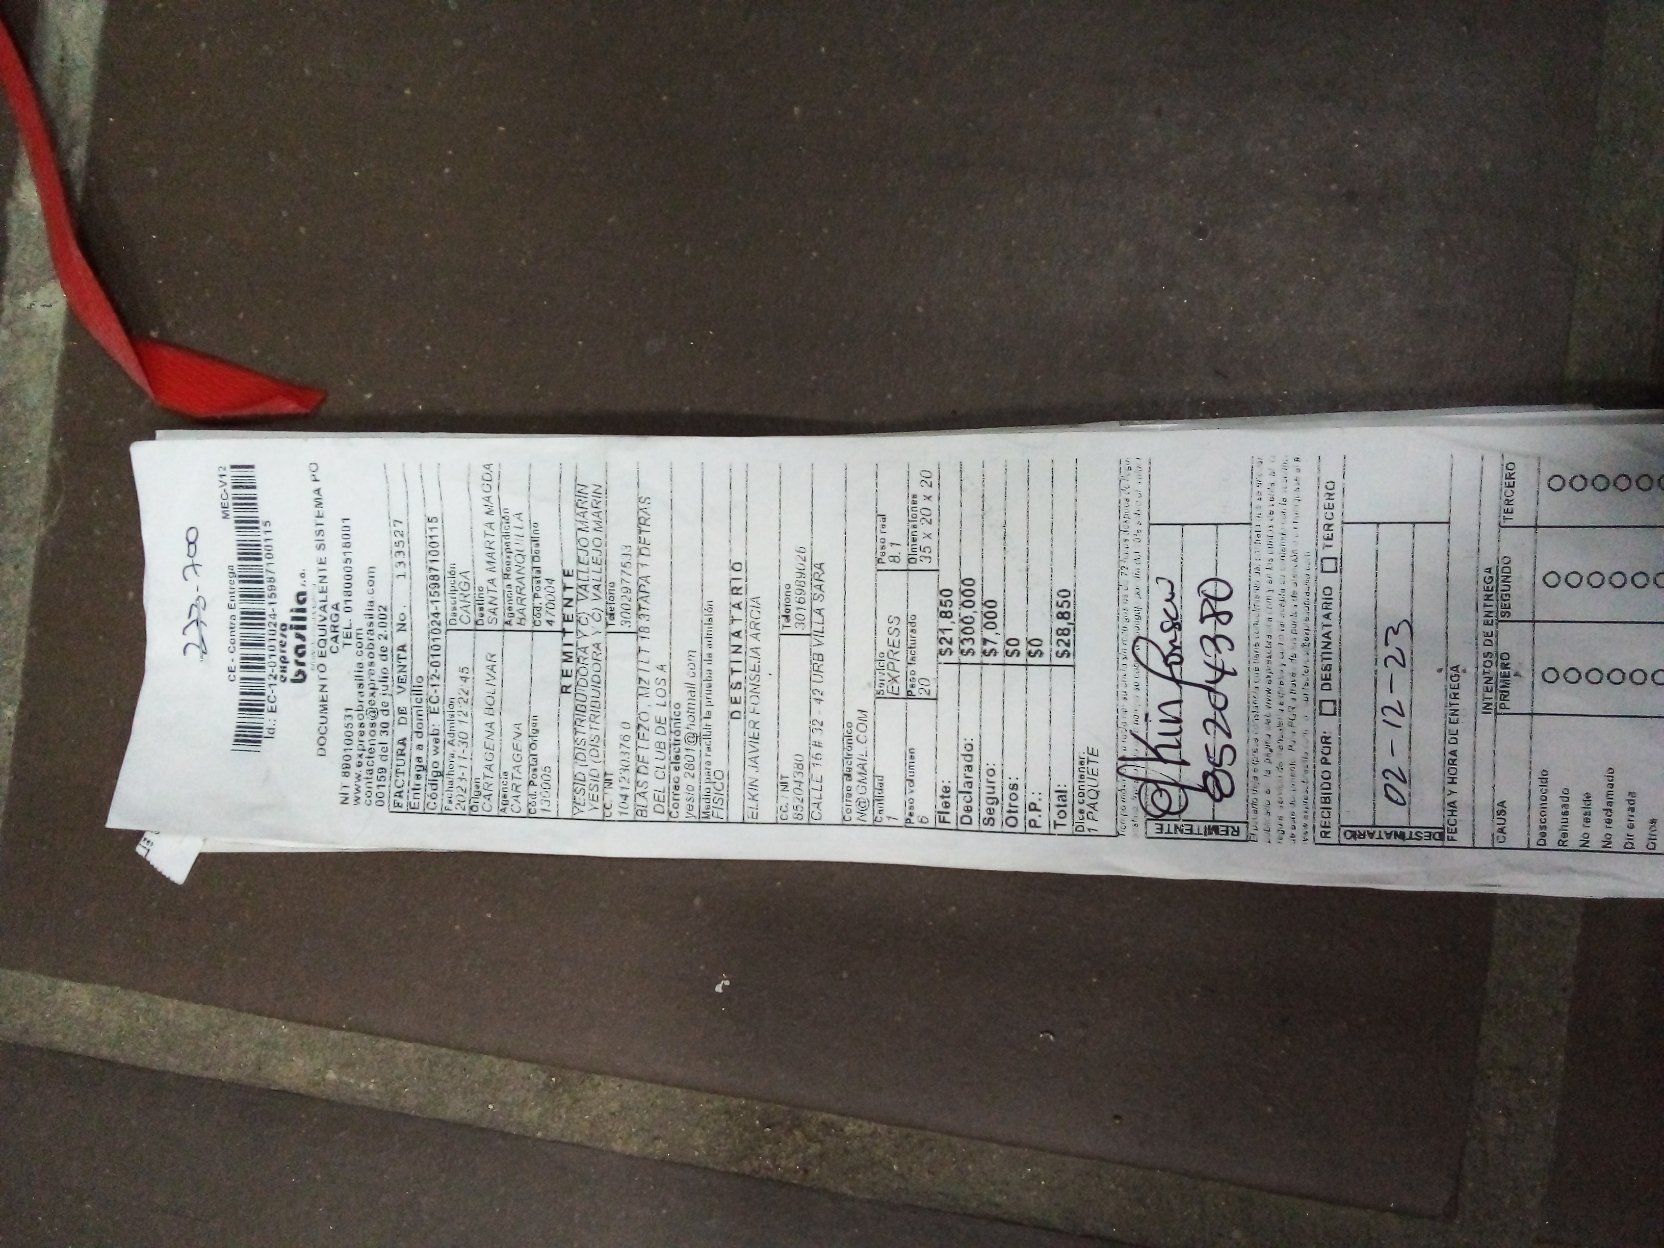 223-700
CE - Contra Entrega MEC-V12
Id.: EC-12-0101024-15987100115
expreso
brasilia s.a.
DOCUMENTO EQUIVALENTE SISTEMA PO
CARGA
NIT 890100531 TEL. 018000518001
www.expresobrasilia.com
contactenos@expresobrasilia.com
00159 del 30 de julio de 2.002
FACTURA DE VENTA No. 133527
Entrega a domicilio
Código web: EC-12-0101024-15987100115
Fecha/hora Admisión Descripción
2023-11-30 12:22:45 CARGA
Origen Destino
CARTAGENA BOLIVAR SANTA MARTA MAGDA
Agencia Agencia Reexpedición
CARTAGENA BARRANQUILLA
Cód. Postal Origen Cód. Postal Destino
130005 470004
REMITENTE
YESID (DISTRIBUIDORA Y C) VALLEJO MARIN
YESID (DISTRIBUIDORA Y C) VALLEJO MARIN
CC. / NIT Teléfono
1041230376 0
BLAS DE LEZO, MZ I LT 18 3TAPA 1 DETRAS
DEL CLUB DE LOS A
Correo electrónico
yesid 2801@hotmail.com
Medio para recibir la prueba de admisión
FISICO
DESTINATARIO
ELKIN JAVIER FONSEJA ARCIA
CC. / NIT Teléfono
85204380 3016989026
CALLE 16 # 32 - 42 URB VILLA SARA
Correo electrónico
N@GMAIL.COM
Cantidad Servicio Peso real
1 EXPRESS 8.1
Peso volumen Peso facturado Dimensiones
6 20 35 x 20 x 20
Flete: $21,850
Declarado: $300,000
Seguro: $7,000
Otros: $0
P.P.: $0
Total: $28,850
Dice contener:
1 PAQUETE
REMITENTE
Elkin Fonseca
85204380
RECIBIDO POR: DESTINATARIO TERCERO
DESTINATARIO
02-12-23
FECHA Y HORA DE ENTREGA
INTENTOS DE ENTREGA
CAUSA PRIMERO SEGUNDO TERCERO
Desconocido
Rehusado
No reside
No reclamado
Dir errada
Otros